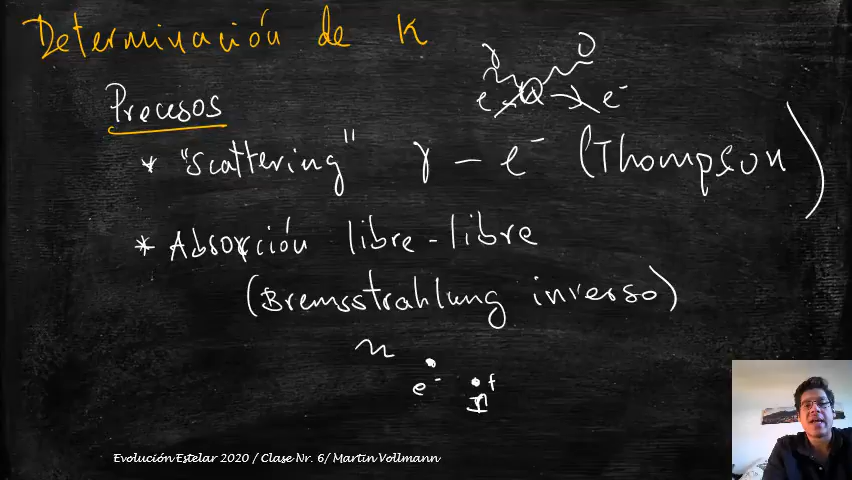 Determinación de K
γ
e⁻ e⁻
Procesos
* "scattering" γ – e⁻ (Thompson)
* Absorción libre-libre
(Bremsstrahlung inverso)
e⁻
Evolución Estelar 2020 / Clase Nr. 6/ Martin Vollmann